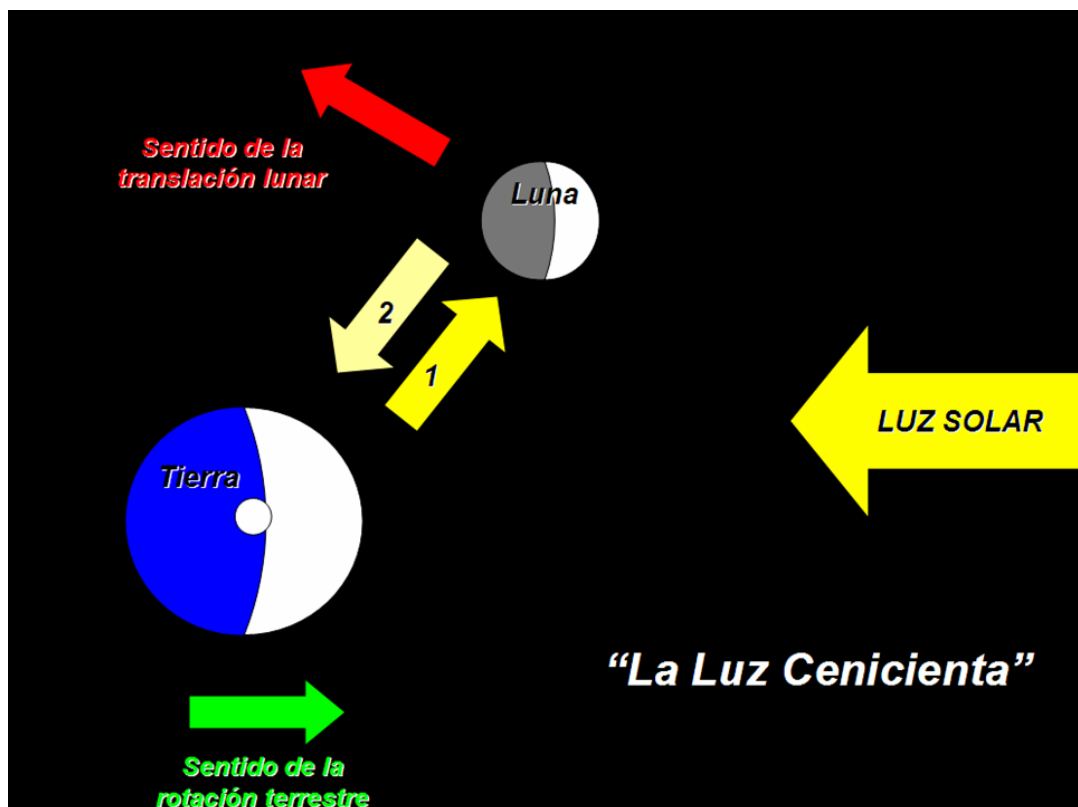 Sentido de la
translación lunar
Luna
2
1
LUZ SOLAR
Tierra
“La Luz Cenicienta”
Sentido de la
rotación terrestre